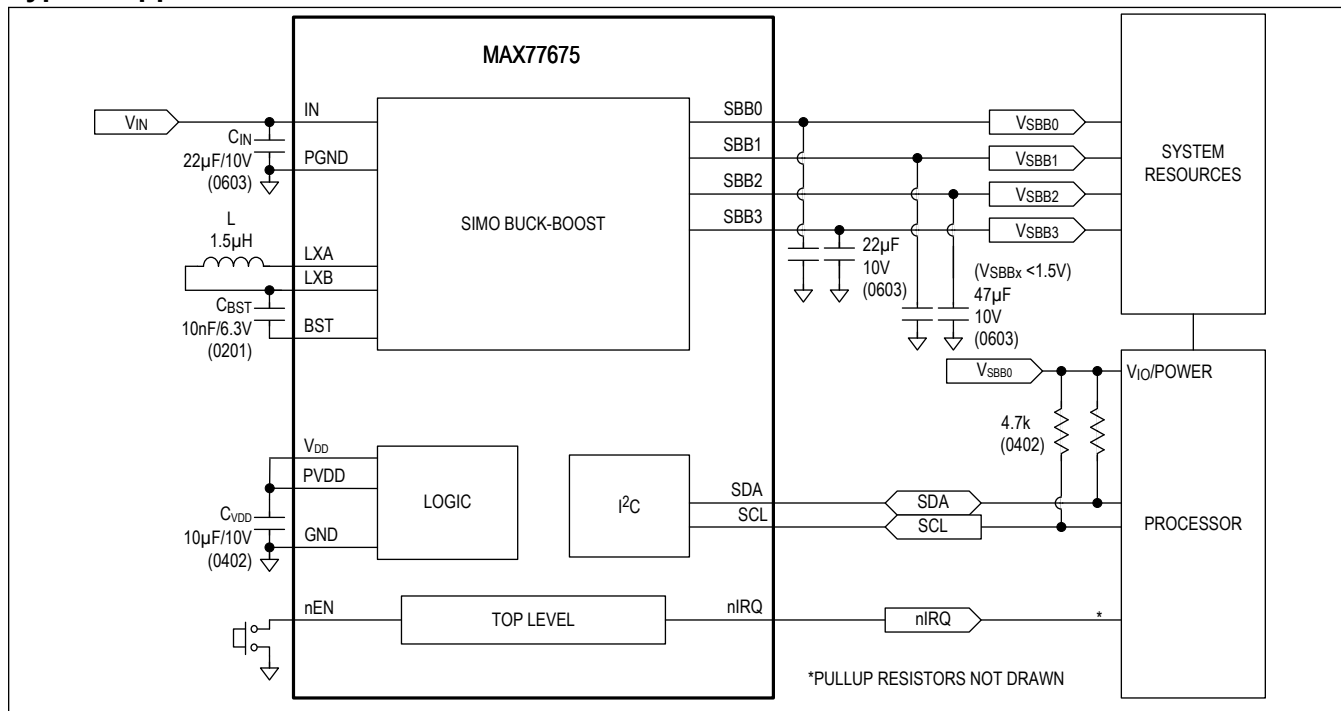 MAX77675
VIN
CIN
22µF/10V
(0603)
IN
PGND
L
1.5µH
LXA
LXB
CBST
10nF/6.3V
(0201)
BST
SIMO BUCK-BOOST
SBB0
SBB1
SBB2
SBB3
22µF
10V
(0603)
(VSBBx <1.5V)
47µF
10V
(0603)
VSBB0
VSBB1
VSBB2
VSBB3
SYSTEM
RESOURCES
VSBB0
VIO/POWER
4.7k
(0402)
VDD
PVDD
CVDD
10µF/10V
(0402)
GND
LOGIC
I2C
SDA
SCL
SDA
SCL
PROCESSOR
nEN
TOP LEVEL
nIRQ
nIRQ
*
*PULLUP RESISTORS NOT DRAWN